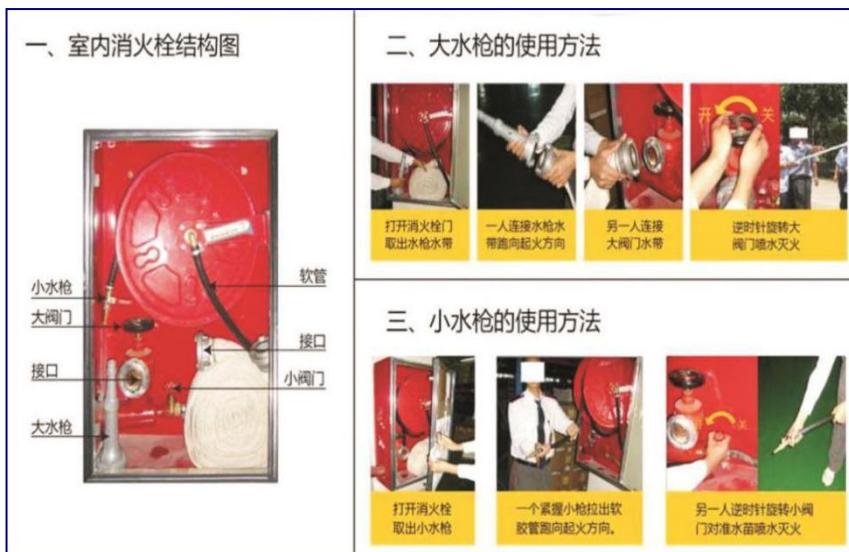 一、室内消火栓结构图
小水枪
大阀门
接口
大水枪
软管
接口
小阀门
二、大水枪的使用方法
开 关
打开消火栓门
取出水枪水带
一人连接水枪水
带跑向起火方向
另一人连接
大阀门水带
逆时针旋转大
阀门喷水灭火
三、小水枪的使用方法
开 关
打开消火栓
取出小水枪
一个紧握小枪拉出软
胶管跑向起火方向。
另一人逆时针旋转小阀
门对准水苗喷水灭火